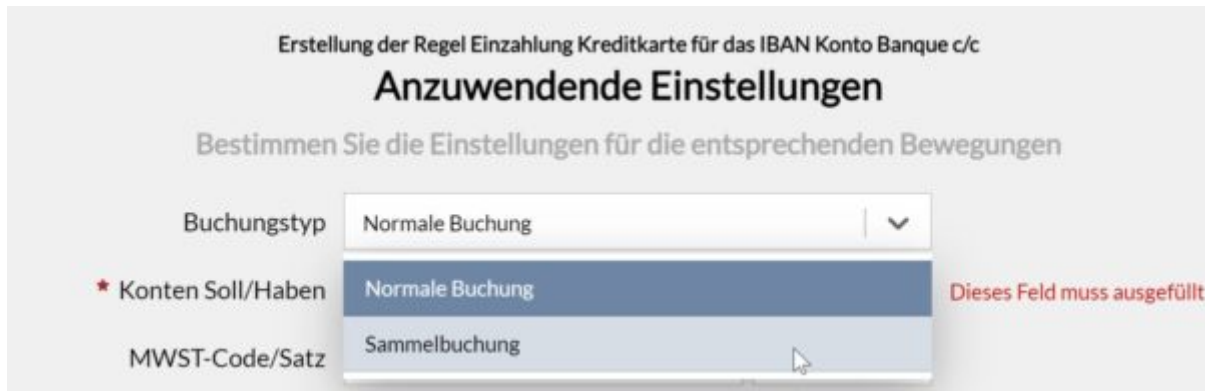 Erstellung der Regel Einzahlung Kreditkarte für das IBAN Konto Banque c/c
Anzuwendende Einstellungen
Bestimmen Sie die Einstellungen für die entsprechenden Bewegungen
Buchungstyp Normale Buchung
* Konten Soll/Haben Normale Buchung Dieses Feld muss ausgefüllt
MWST-Code/Satz Sammelbuchung